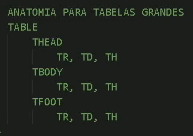 ANATOMIA PARA TABELAS GRANDES
TABLE
THEAD
TR, TD, TH
TBODY
TR, TD, TH
TFOOT
TR, TD, TH